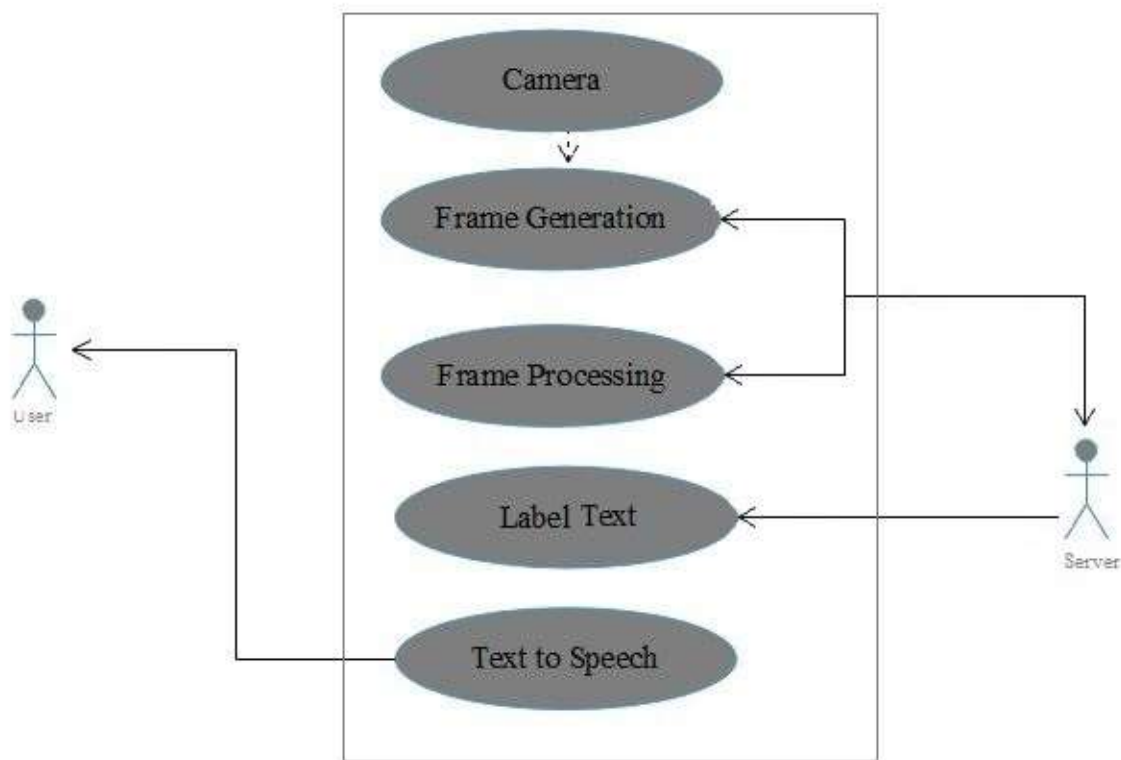 Camera
Frame Generation
User
Frame Processing
Label Text
Server
Text to Speech